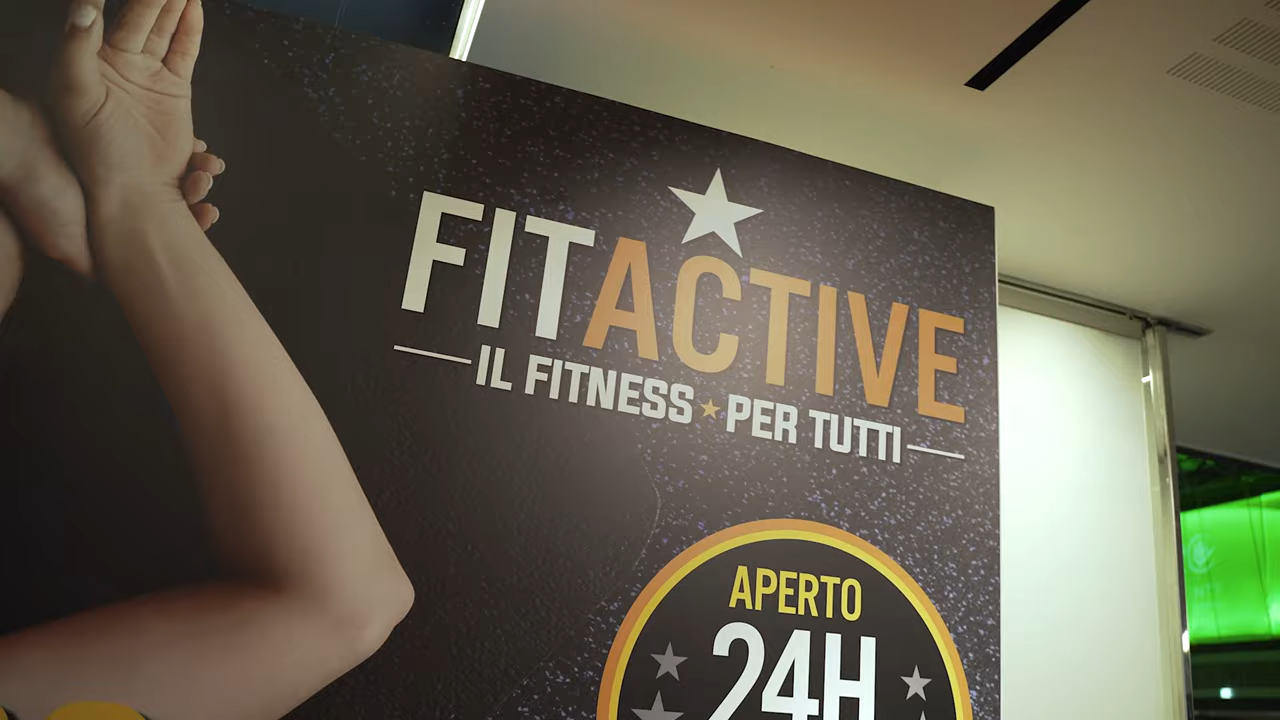 FITACTIVE
IL FITNESS ★ PER TUTTI
APERTO
24H